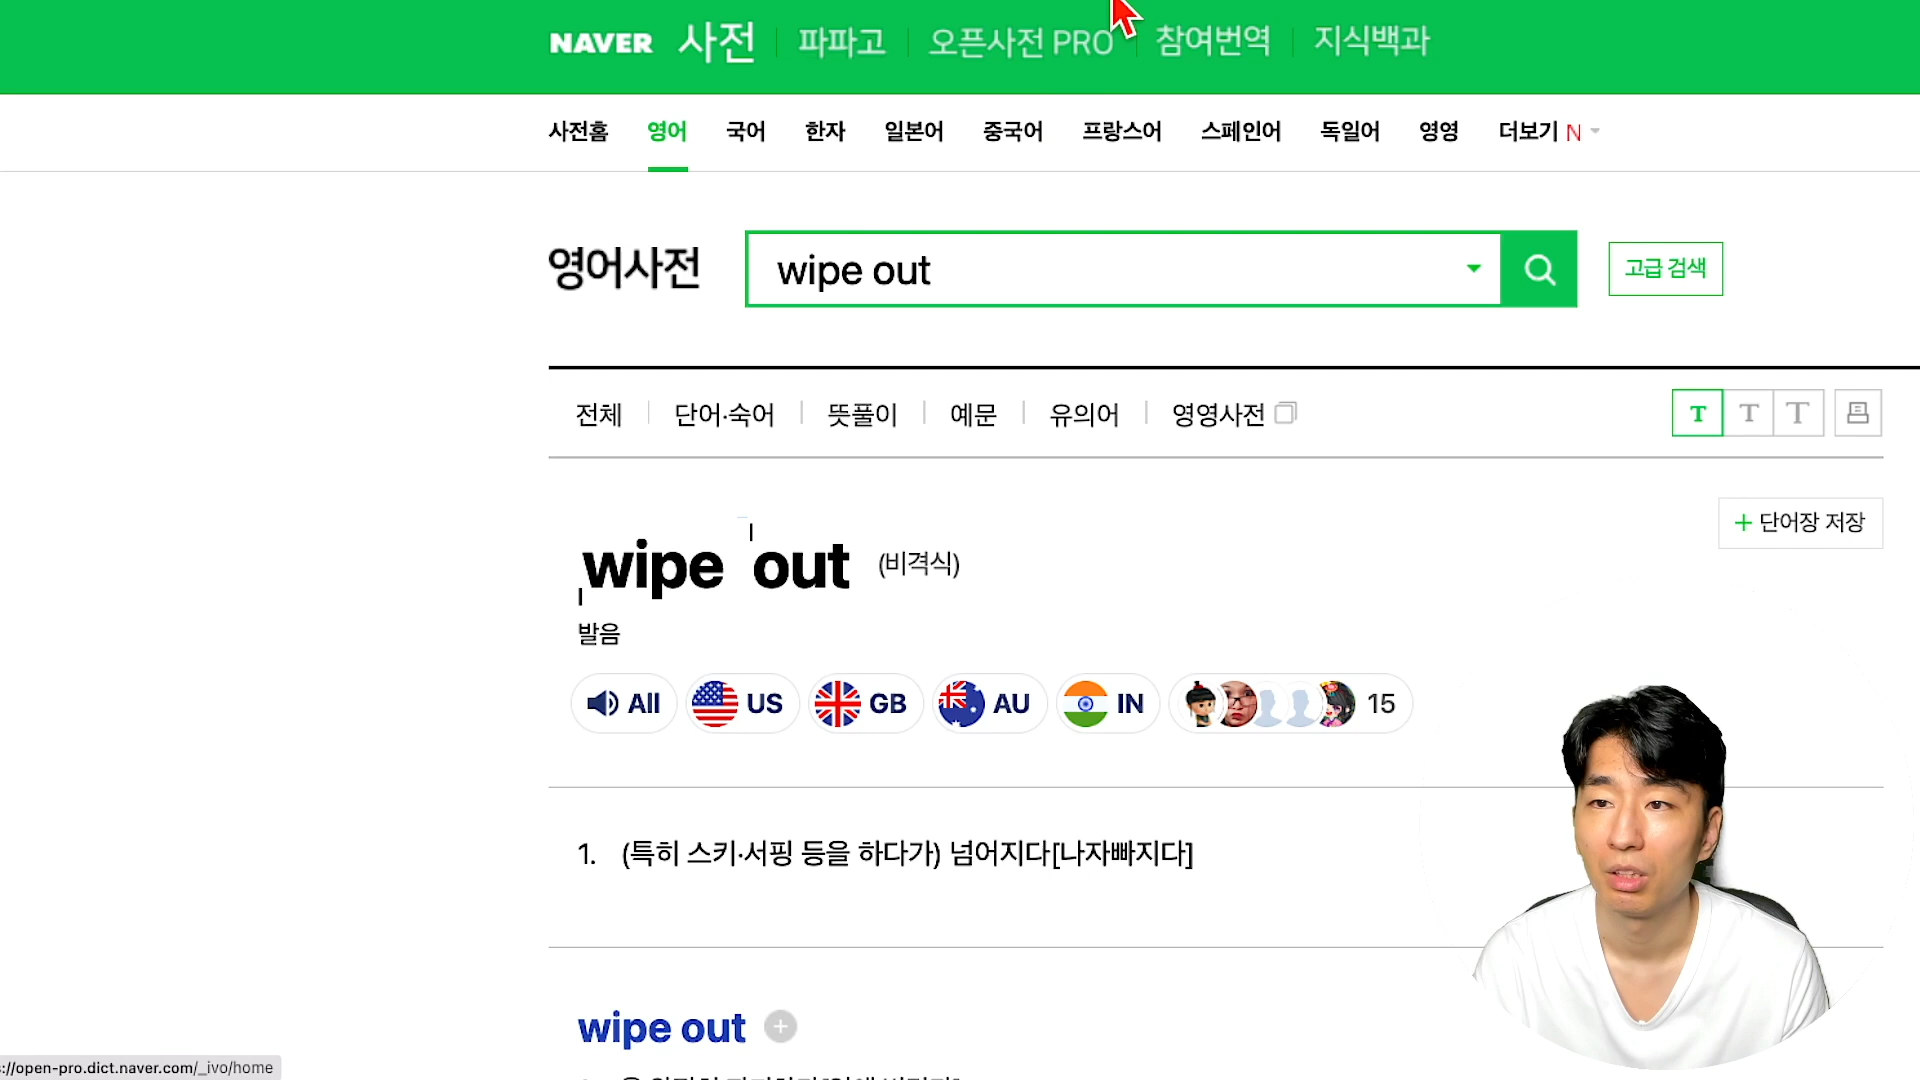 NAVER 사전 파파고 오픈사전 PRO 참여번역 지식백과
사전홈 영어 국어 한자 일본어 중국어 프랑스어 스페인어 독일어 영영 더보기 N
영어사전 wipe out 고급 검색
전체 단어·숙어 뜻풀이 예문 유의어 영영사전 T T T
+ 단어장 저장
wipe out (비격식)
발음
All US GB AU IN 15
1. (특히 스키·서핑 등을 하다가) 넘어지다[나자빠지다]
wipe out +
://open-pro.dict.naver.com/_ivo/home